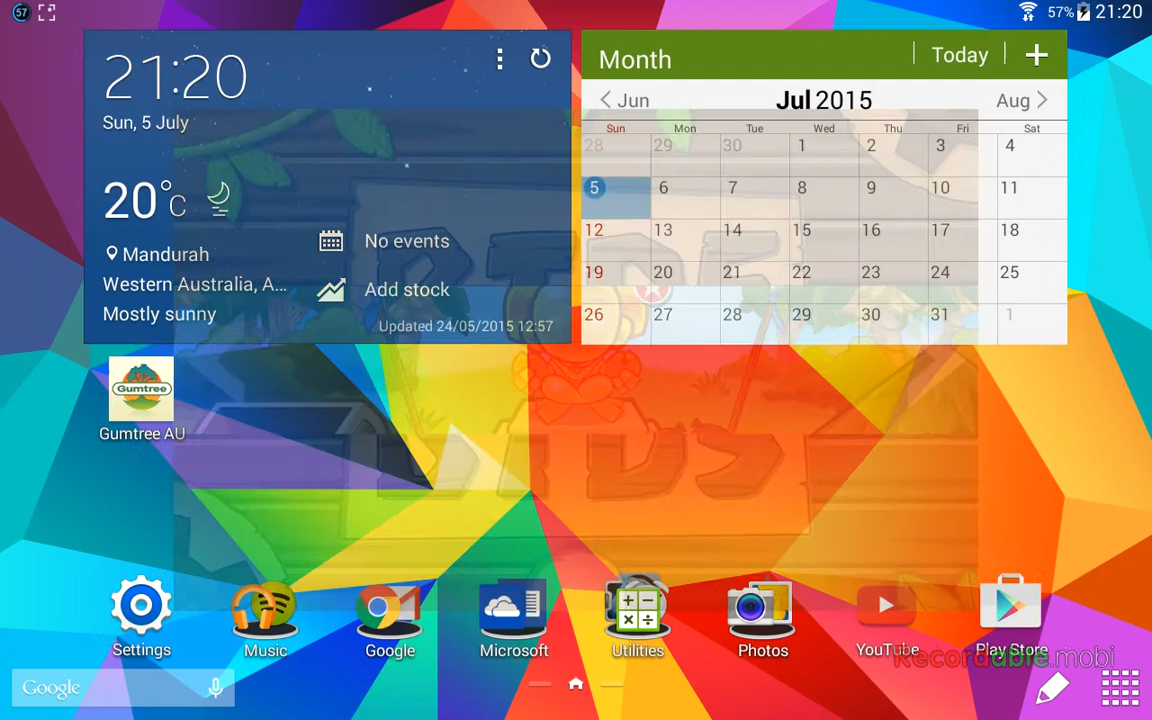 57
57% 21:20
21:20
Sun, 5 July
20°C
Mandurah
Western Australia, A...
Mostly sunny
No events
Add stock
Updated 24/05/2015 12:57
Month
Today +
< Jun
Jul 2015
Aug >
Sun Mon Tue Wed Thu Fri Sat
28 29 30 1 2 3 4
5 6 7 8 9 10 11
12 13 14 15 16 17 18
19 20 21 22 23 24 25
26 27 28 29 30 31 1
Gumtree
Gumtree AU
Settings Music Google Microsoft Utilities Photos YouTube Play Store
Recordable.mobi
Google